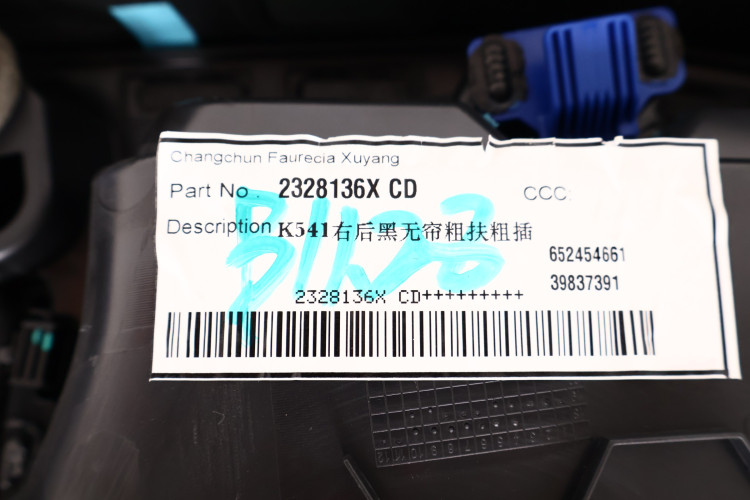 Changchun Faurecia Xuyang
Part No. 2328136X CD CCC:
Description K541右后黑无帘粗扶粗插
652454661
39837391
2328136X CD+++++++++